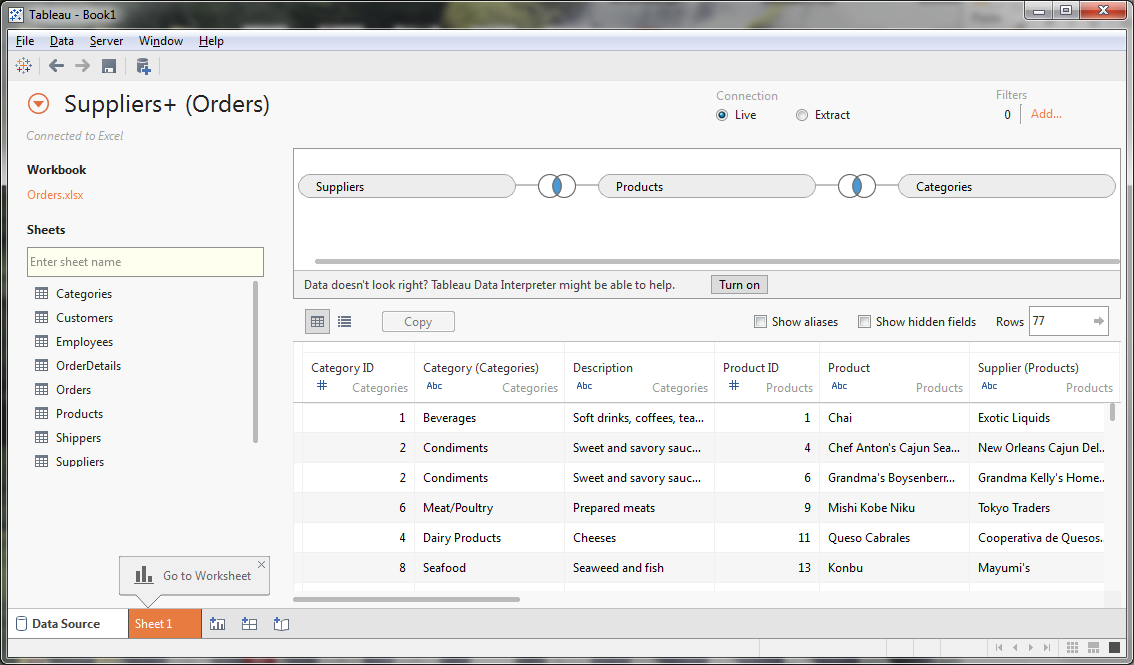 Tableau - Book1
File Data Server Window Help
Suppliers+ (Orders)
Connected to Excel
Connection
Live Extract
Filters
0 Add...
Workbook
Orders.xlsx
Sheets
Enter sheet name
Categories
Customers
Employees
OrderDetails
Orders
Products
Shippers
Suppliers
Suppliers Products Categories
Data doesn't look right? Tableau Data Interpreter might be able to help. Turn on
Copy Show aliases Show hidden fields Rows 77
Category ID Category (Categories) Description Product ID Product Supplier (Products)
# Categories Abc Categories Abc Categories # Products Abc Products Abc Products
1 Beverages Soft drinks, coffees, tea... 1 Chai Exotic Liquids
2 Condiments Sweet and savory sauc... 4 Chef Anton's Cajun Sea... New Orleans Cajun Del...
2 Condiments Sweet and savory sauc... 6 Grandma's Boysenberr... Grandma Kelly's Home...
6 Meat/Poultry Prepared meats 9 Mishi Kobe Niku Tokyo Traders
4 Dairy Products Cheeses 11 Queso Cabrales Cooperativa de Quesos...
8 Seafood Seaweed and fish 13 Konbu Mayumi's
Go to Worksheet
Data Source Sheet 1